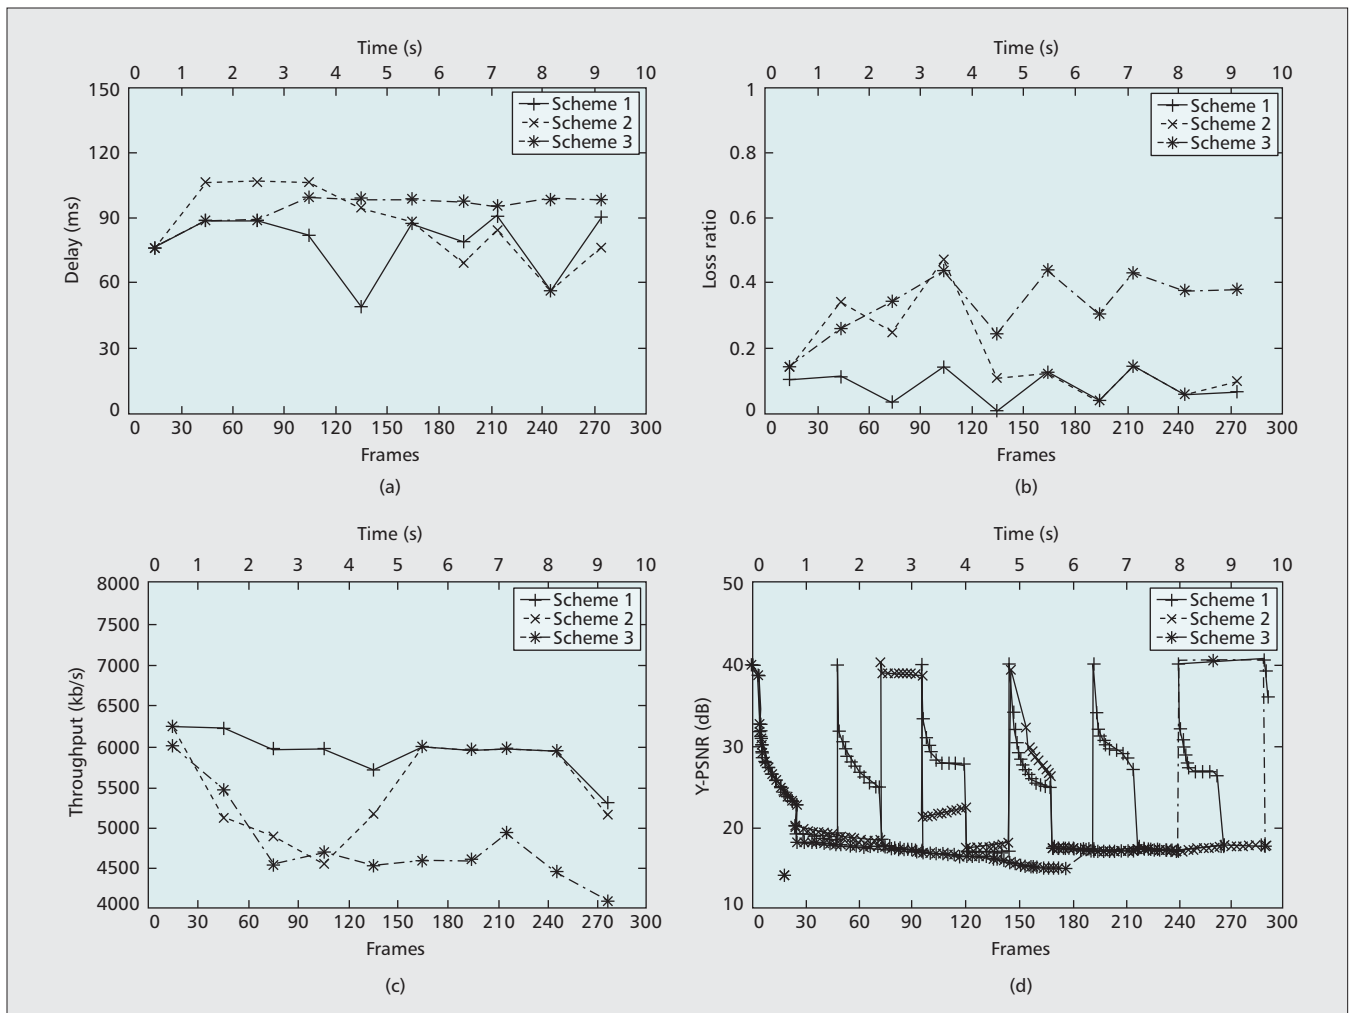 Time (s)
0 1 2 3 4 5 6 7 8 9 10
150
120
90
60
30
0
Delay (ms)
Scheme 1
Scheme 2
Scheme 3
0 30 60 90 120 150 180 210 240 270 300
Frames
(a)
Time (s)
0 1 2 3 4 5 6 7 8 9 10
1
0.8
0.6
0.4
0.2
0
Loss ratio
Scheme 1
Scheme 2
Scheme 3
0 30 60 90 120 150 180 210 240 270 300
Frames
(b)
Time (s)
0 1 2 3 4 5 6 7 8 9 10
8000
7500
7000
6500
6000
5500
5000
4500
4000
Throughput (kb/s)
Scheme 1
Scheme 2
Scheme 3
0 30 60 90 120 150 180 210 240 270 300
Frames
(c)
Time (s)
0 1 2 3 4 5 6 7 8 9 10
50
40
30
20
10
Y-PSNR (dB)
Scheme 1
Scheme 2
Scheme 3
0 30 60 90 120 150 180 210 240 270 300
Frames
(d)